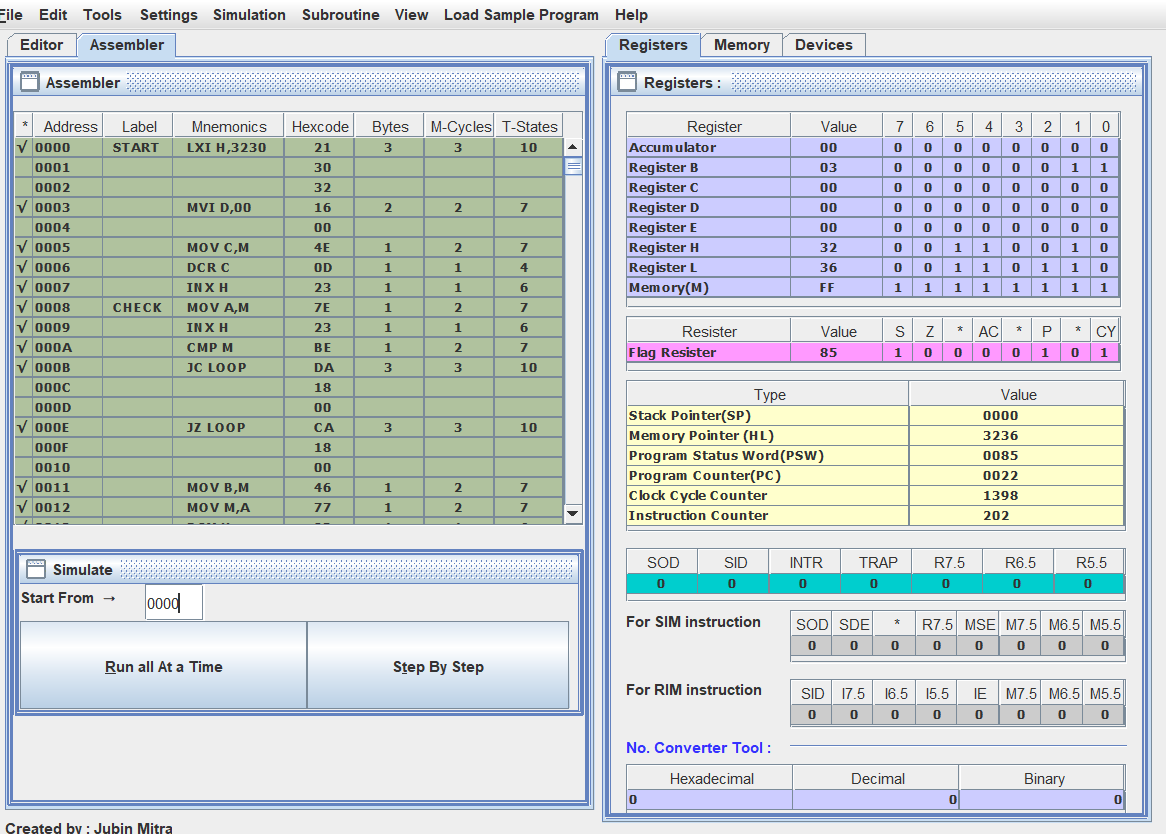 File Edit Tools Settings Simulation Subroutine View Load Sample Program Help
Editor Assembler
Assembler
* Address Label Mnemonics Hexcode Bytes M-Cycles T-States
√ 0000 START LXI H,3230 21 3 3 10
0001 30
0002 32
√ 0003 MVI D,00 16 2 2 7
0004 00
√ 0005 MOV C,M 4E 1 2 7
√ 0006 DCR C 0D 1 1 4
√ 0007 INX H 23 1 1 6
√ 0008 CHECK MOV A,M 7E 1 2 7
√ 0009 INX H 23 1 1 6
√ 000A CMP M BE 1 2 7
√ 000B JC LOOP DA 3 3 10
000C 18
000D 00
√ 000E JZ LOOP CA 3 3 10
000F 18
0010 00
√ 0011 MOV B,M 46 1 2 7
√ 0012 MOV M,A 77 1 2 7
Simulate
Start From → 0000
Run all At a Time Step By Step
Created by : Jubin Mitra
Registers Memory Devices
Registers :
Register Value 7 6 5 4 3 2 1 0
Accumulator 00 0 0 0 0 0 0 0 0
Register B 03 0 0 0 0 0 0 1 1
Register C 00 0 0 0 0 0 0 0 0
Register D 00 0 0 0 0 0 0 0 0
Register E 00 0 0 0 0 0 0 0 0
Register H 32 0 0 1 1 0 0 1 0
Register L 36 0 0 1 1 0 1 1 0
Memory(M) FF 1 1 1 1 1 1 1 1
Resister Value S Z * AC * P * CY
Flag Resister 85 1 0 0 0 0 1 0 1
Type Value
Stack Pointer(SP) 0000
Memory Pointer (HL) 3236
Program Status Word(PSW) 0085
Program Counter(PC) 0022
Clock Cycle Counter 1398
Instruction Counter 202
SOD SID INTR TRAP R7.5 R6.5 R5.5
0 0 0 0 0 0 0
For SIM instruction SOD SDE * R7.5 MSE M7.5 M6.5 M5.5
0 0 0 0 0 0 0 0
For RIM instruction SID I7.5 I6.5 I5.5 IE M7.5 M6.5 M5.5
0 0 0 0 0 0 0 0
No. Converter Tool :
Hexadecimal Decimal Binary
0 0 0